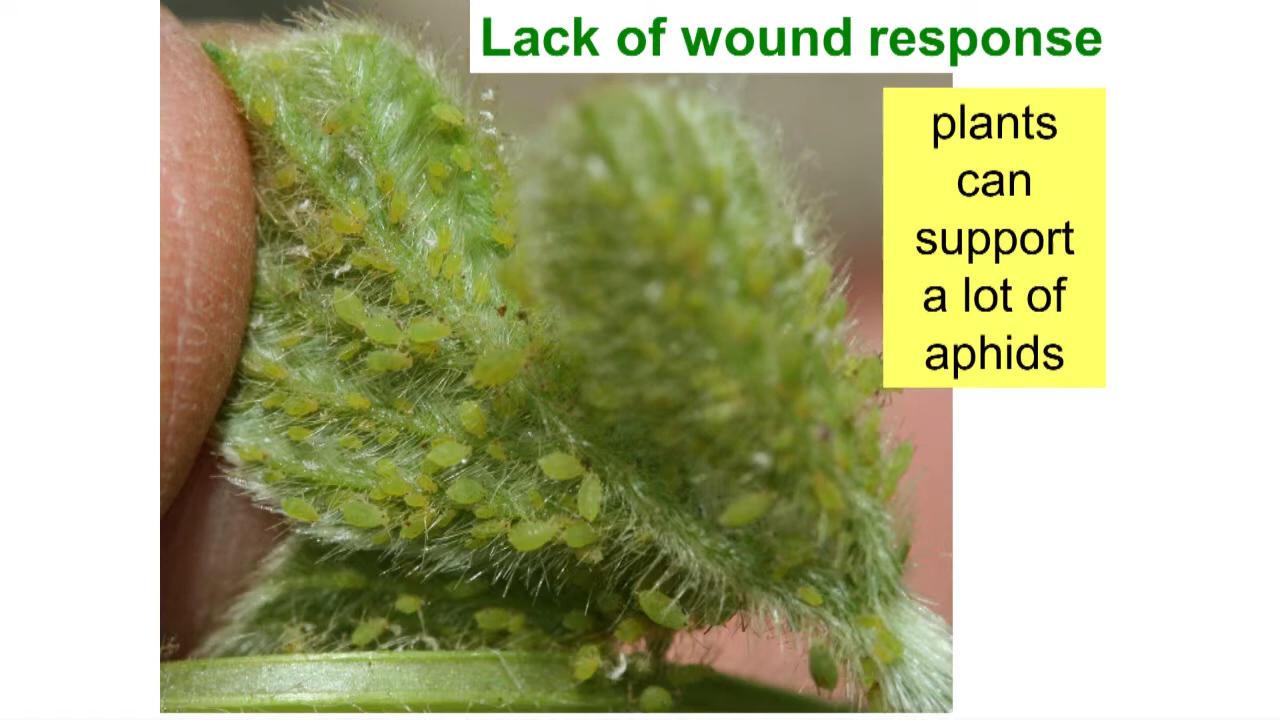 Lack of wound response
plants
can
support
a lot of
aphids